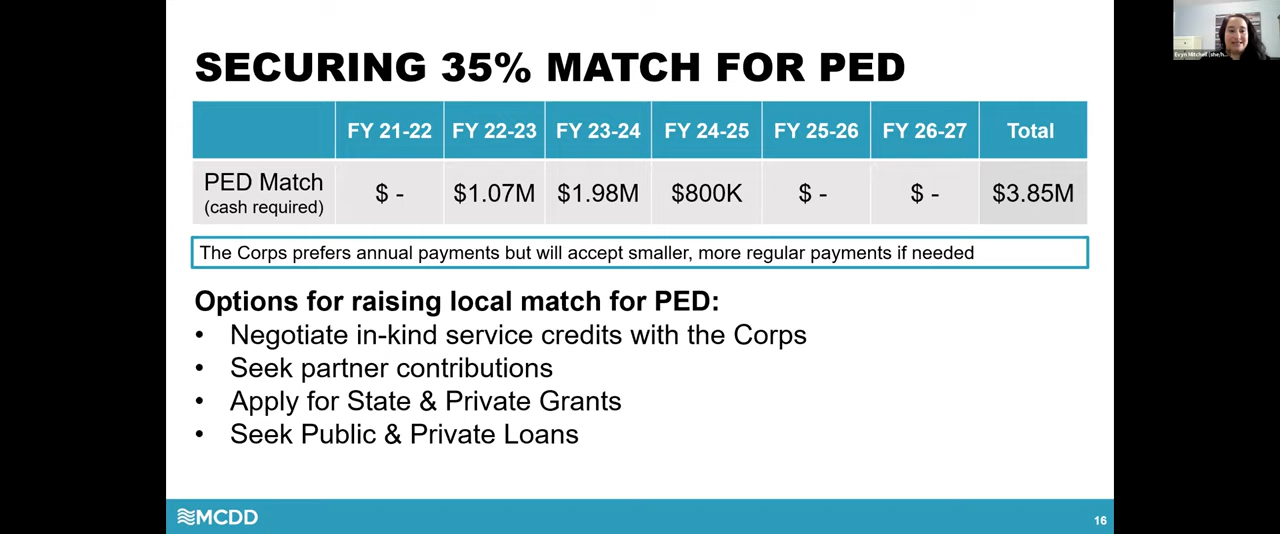 SECURING 35% MATCH FOR PED
FY 21-22 FY 22-23 FY 23-24 FY 24-25 FY 25-26 FY 26-27 Total
PED Match (cash required) $ - $1.07M $1.98M $800K $ - $ - $3.85M
The Corps prefers annual payments but will accept smaller, more regular payments if needed
Options for raising local match for PED:
• Negotiate in-kind service credits with the Corps
• Seek partner contributions
• Apply for State & Private Grants
• Seek Public & Private Loans
MCDD
16
Evyn Mitchell (she/h...